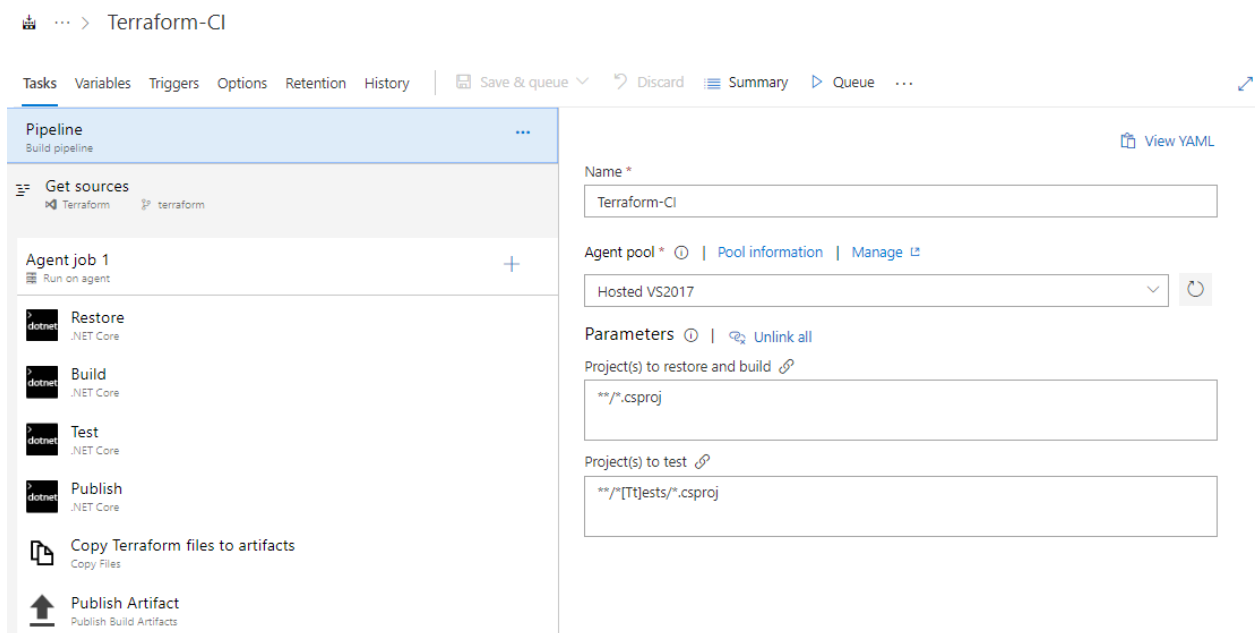 ··· > Terraform-CI
Tasks Variables Triggers Options Retention History Save & queue Discard Summary Queue ···
Pipeline ···
Build pipeline
Get sources
Terraform terraform
Agent job 1
Run on agent
>dotnet Restore
.NET Core
>dotnet Build
.NET Core
>dotnet Test
.NET Core
>dotnet Publish
.NET Core
Copy Terraform files to artifacts
Copy Files
Publish Artifact
Publish Build Artifacts
View YAML
Name *
Terraform-CI
Agent pool * | Pool information | Manage
Hosted VS2017
Parameters | Unlink all
Project(s) to restore and build
**/*.csproj
Project(s) to test
**/*[Tt]ests/*.csproj